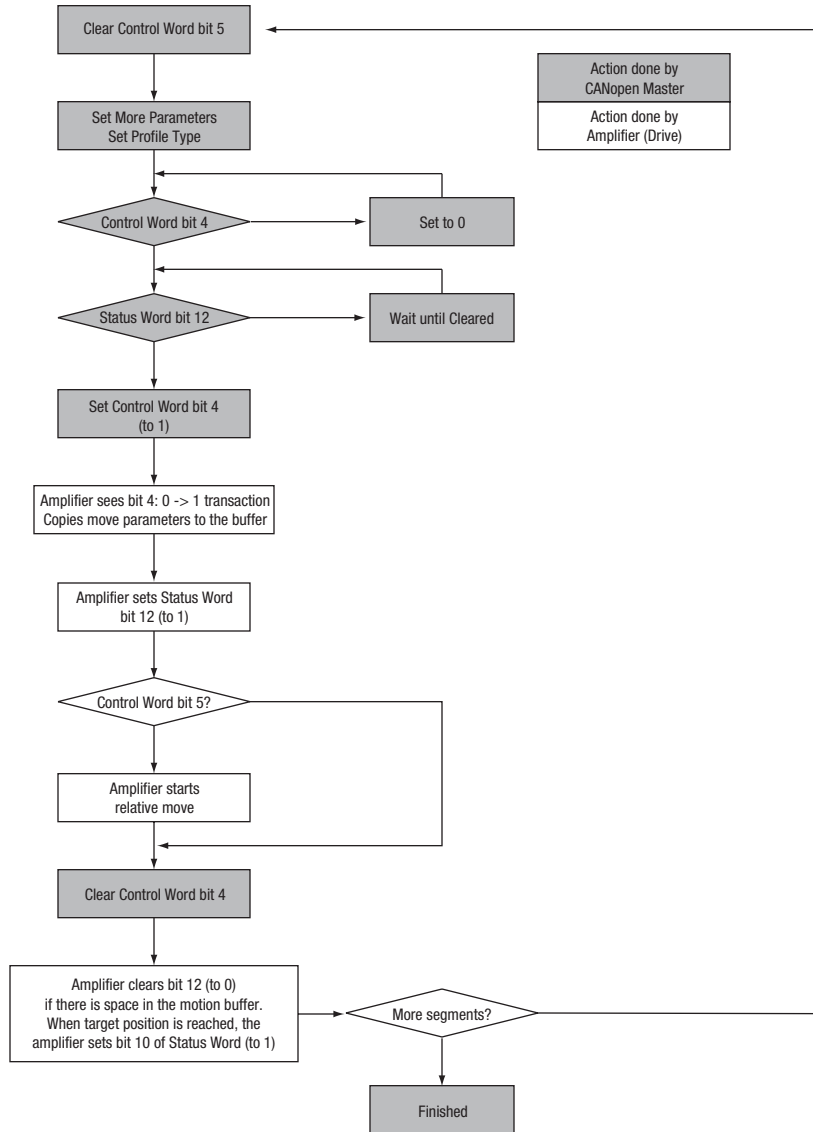 Clear Control Word bit 5
Action done by
CANopen Master
Action done by
Amplifier (Drive)
Set More Parameters
Set Profile Type
Control Word bit 4
Set to 0
Status Word bit 12
Wait until Cleared
Set Control Word bit 4
(to 1)
Amplifier sees bit 4: 0 -> 1 transaction
Copies move parameters to the buffer
Amplifier sets Status Word
bit 12 (to 1)
Control Word bit 5?
Amplifier starts
relative move
Clear Control Word bit 4
Amplifier clears bit 12 (to 0)
if there is space in the motion buffer.
When target position is reached, the
amplifier sets bit 10 of Status Word (to 1)
More segments?
Finished